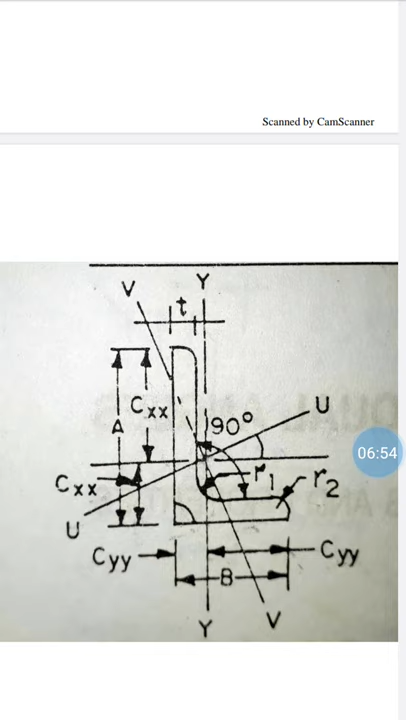 Scanned by CamScanner
V
Y
t
Cxx
A
90°
U
06:54
Cxx
r1
r2
U
Cyy
Cyy
B
Y
V